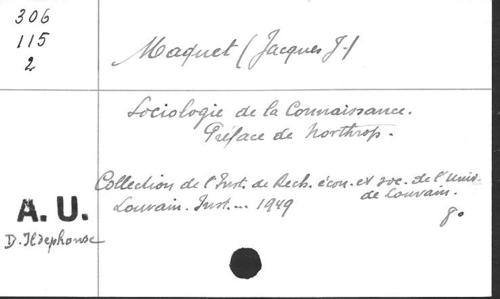 306
115
2
Maquet (Jacques J.)
Sociologie de la Connaissance.
Préface de Northrop.
Collection de l'Inst. de Rech. écon. et soc. de l'Univ.
de Louvain.
Louvain. Inst. ... 1949
8°
A. U.
D. Ildephonse